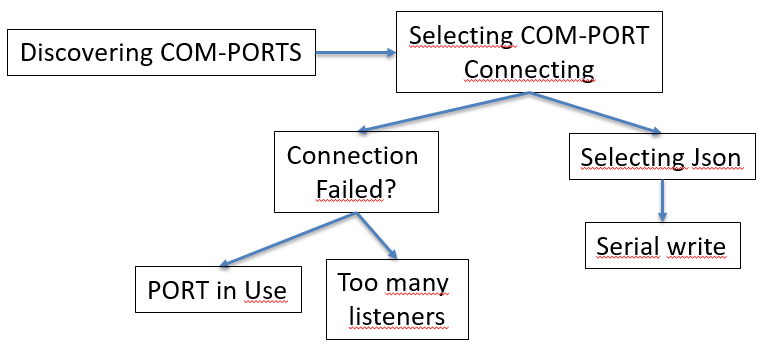 Discovering COM-PORTS
Selecting COM-PORT
Connecting
Connection
Failed?
Selecting Json
Serial write
PORT in Use
Too many
listeners